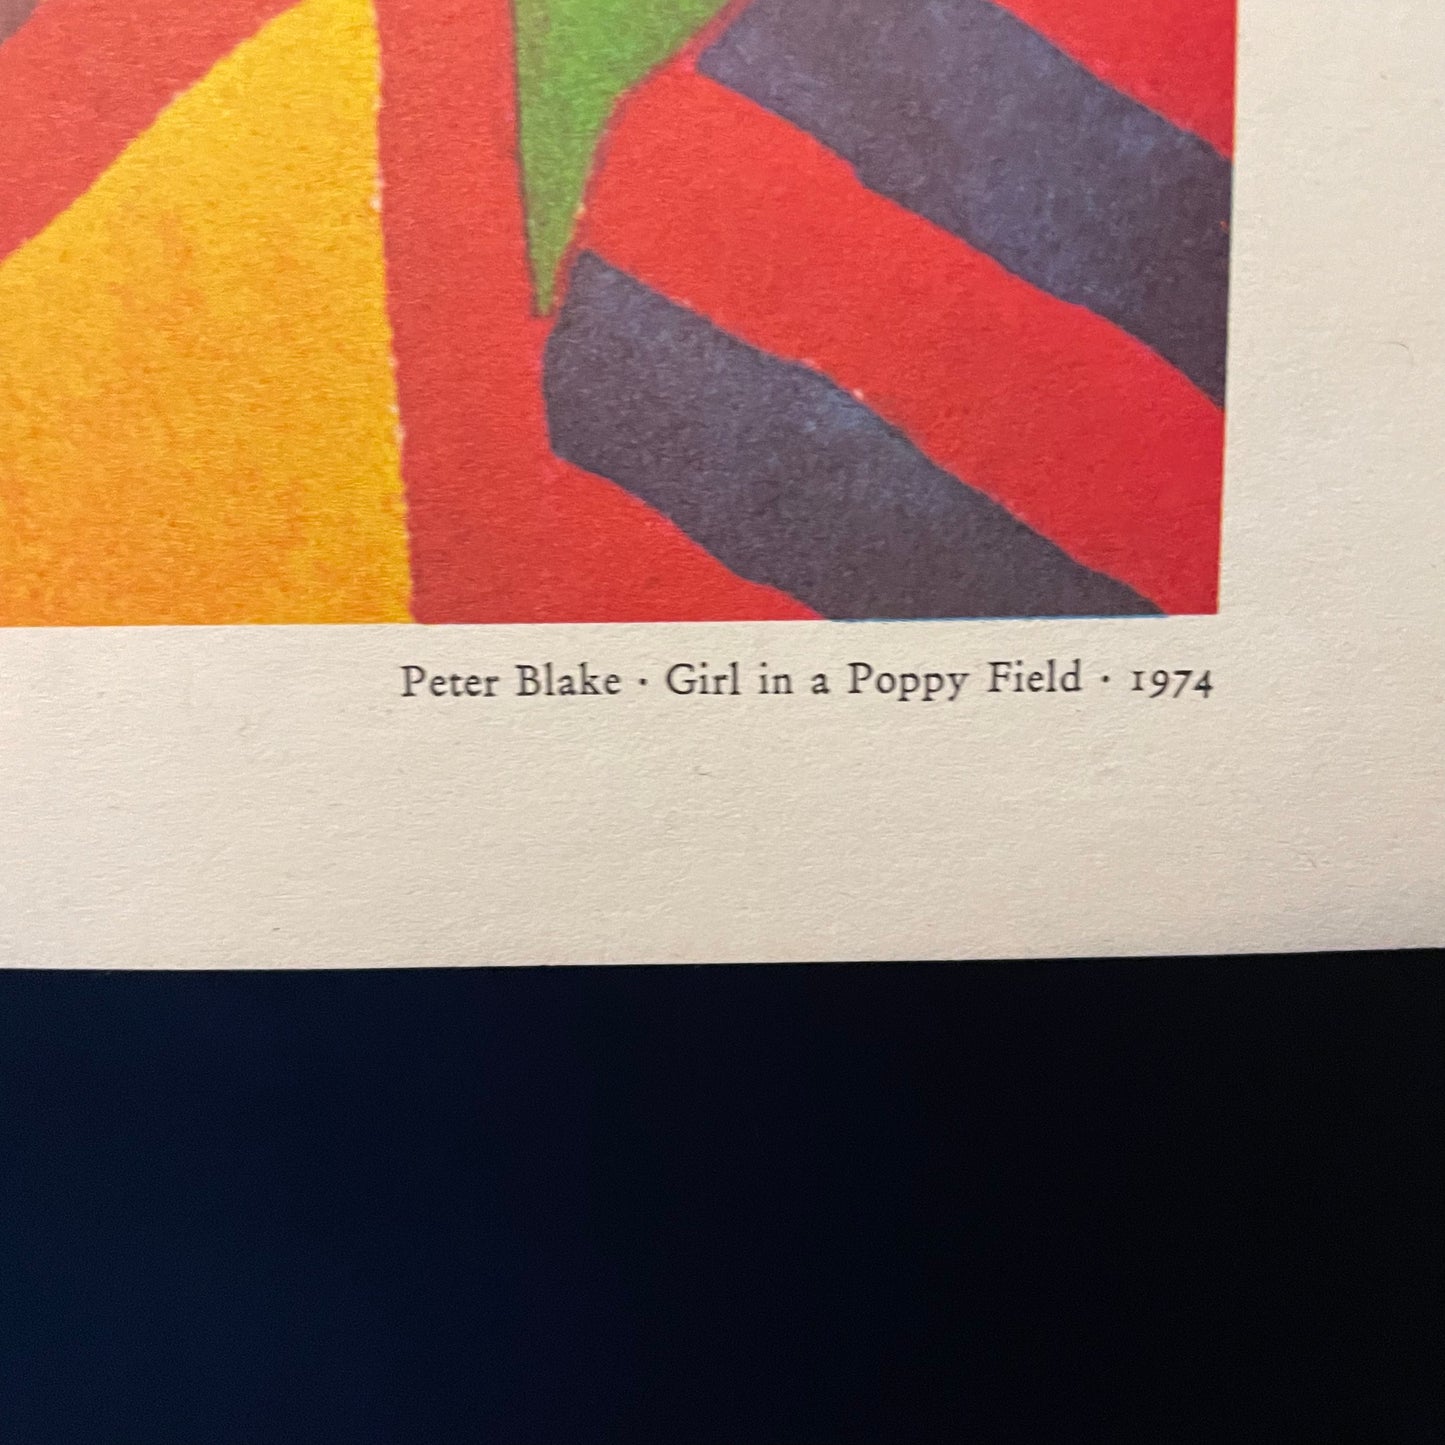 Peter Blake · Girl in a Poppy Field · 1974